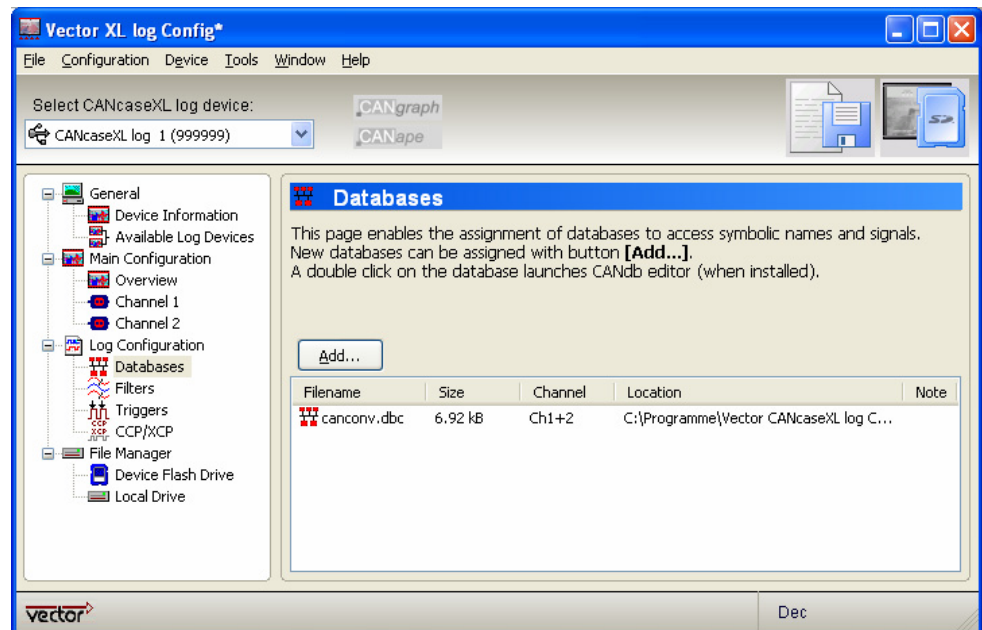 Vector XL log Config*
File Configuration Device Tools Window Help
Select CANcaseXL log device:
CANcaseXL log 1 (999999)
CANgraph
CANape
SD
General
Device Information
Available Log Devices
Main Configuration
Overview
Channel 1
Channel 2
Log Configuration
Databases
Filters
Triggers
CCP
XCP
CCP/XCP
File Manager
Device Flash Drive
Local Drive
Databases
This page enables the assignment of databases to access symbolic names and signals.
New databases can be assigned with button [Add...].
A double click on the database launches CANdb editor (when installed).
Add...
Filename Size Channel Location Note
canconv.dbc 6.92 kB Ch1+2 C:\Programme\Vector CANcaseXL log C...
vector
Dec